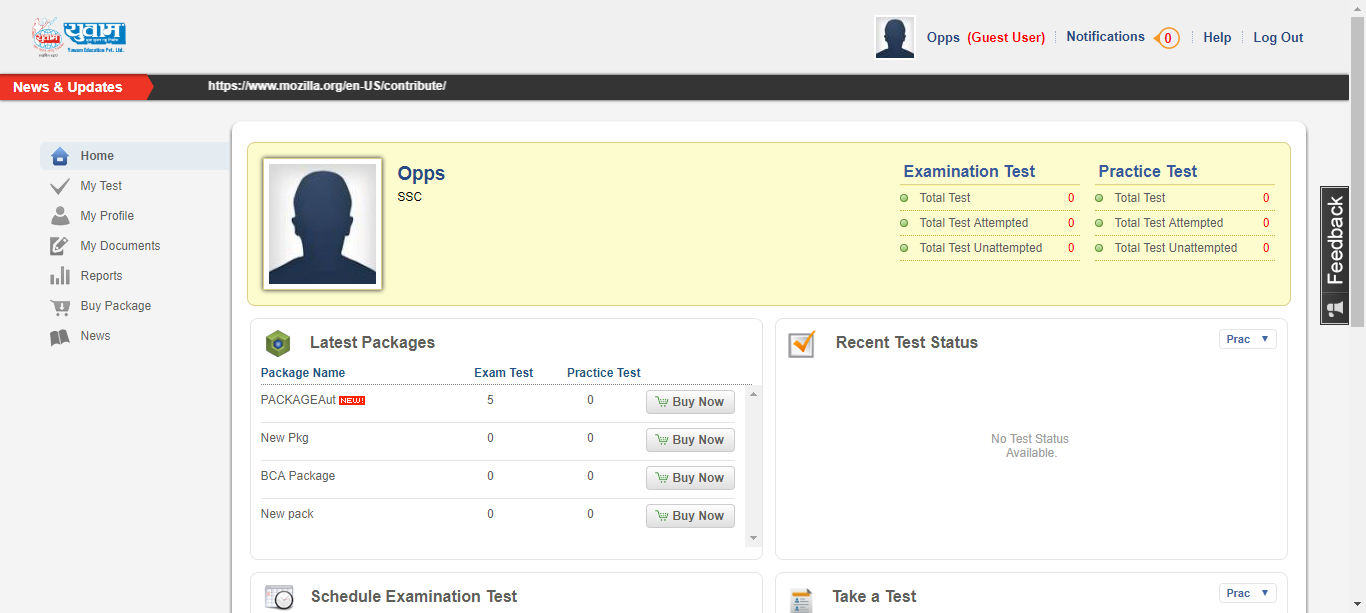 युवाम
Yuwam Education Pvt. Ltd.
Opps (Guest User) Notifications 0 Help Log Out
News & Updates https://www.mozilla.org/en-US/contribute/
Home
My Test
My Profile
My Documents
Reports
Buy Package
News
Opps
SSC
Examination Test
Total Test 0
Total Test Attempted 0
Total Test Unattempted 0
Practice Test
Total Test 0
Total Test Attempted 0
Total Test Unattempted 0
Feedback
Latest Packages
Package Name Exam Test Practice Test
PACKAGEAut NEW! 5 0 Buy Now
New Pkg 0 0 Buy Now
BCA Package 0 0 Buy Now
New pack 0 0 Buy Now
Recent Test Status Prac
No Test Status
Available.
Schedule Examination Test
Take a Test Prac